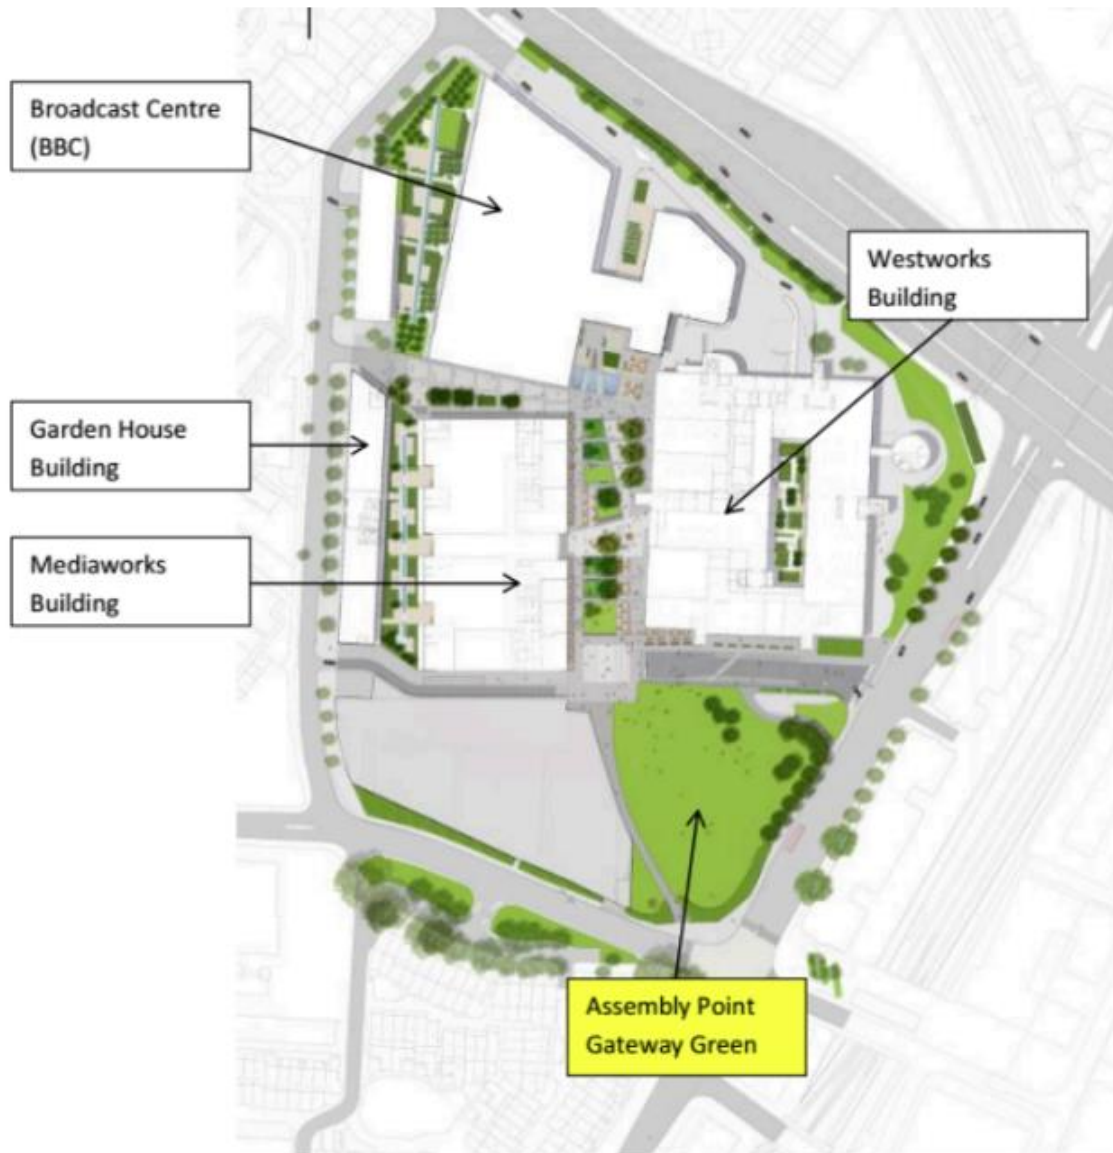 Broadcast Centre
(BBC)
Westworks
Building
Garden House
Building
Mediaworks
Building
Assembly Point
Gateway Green